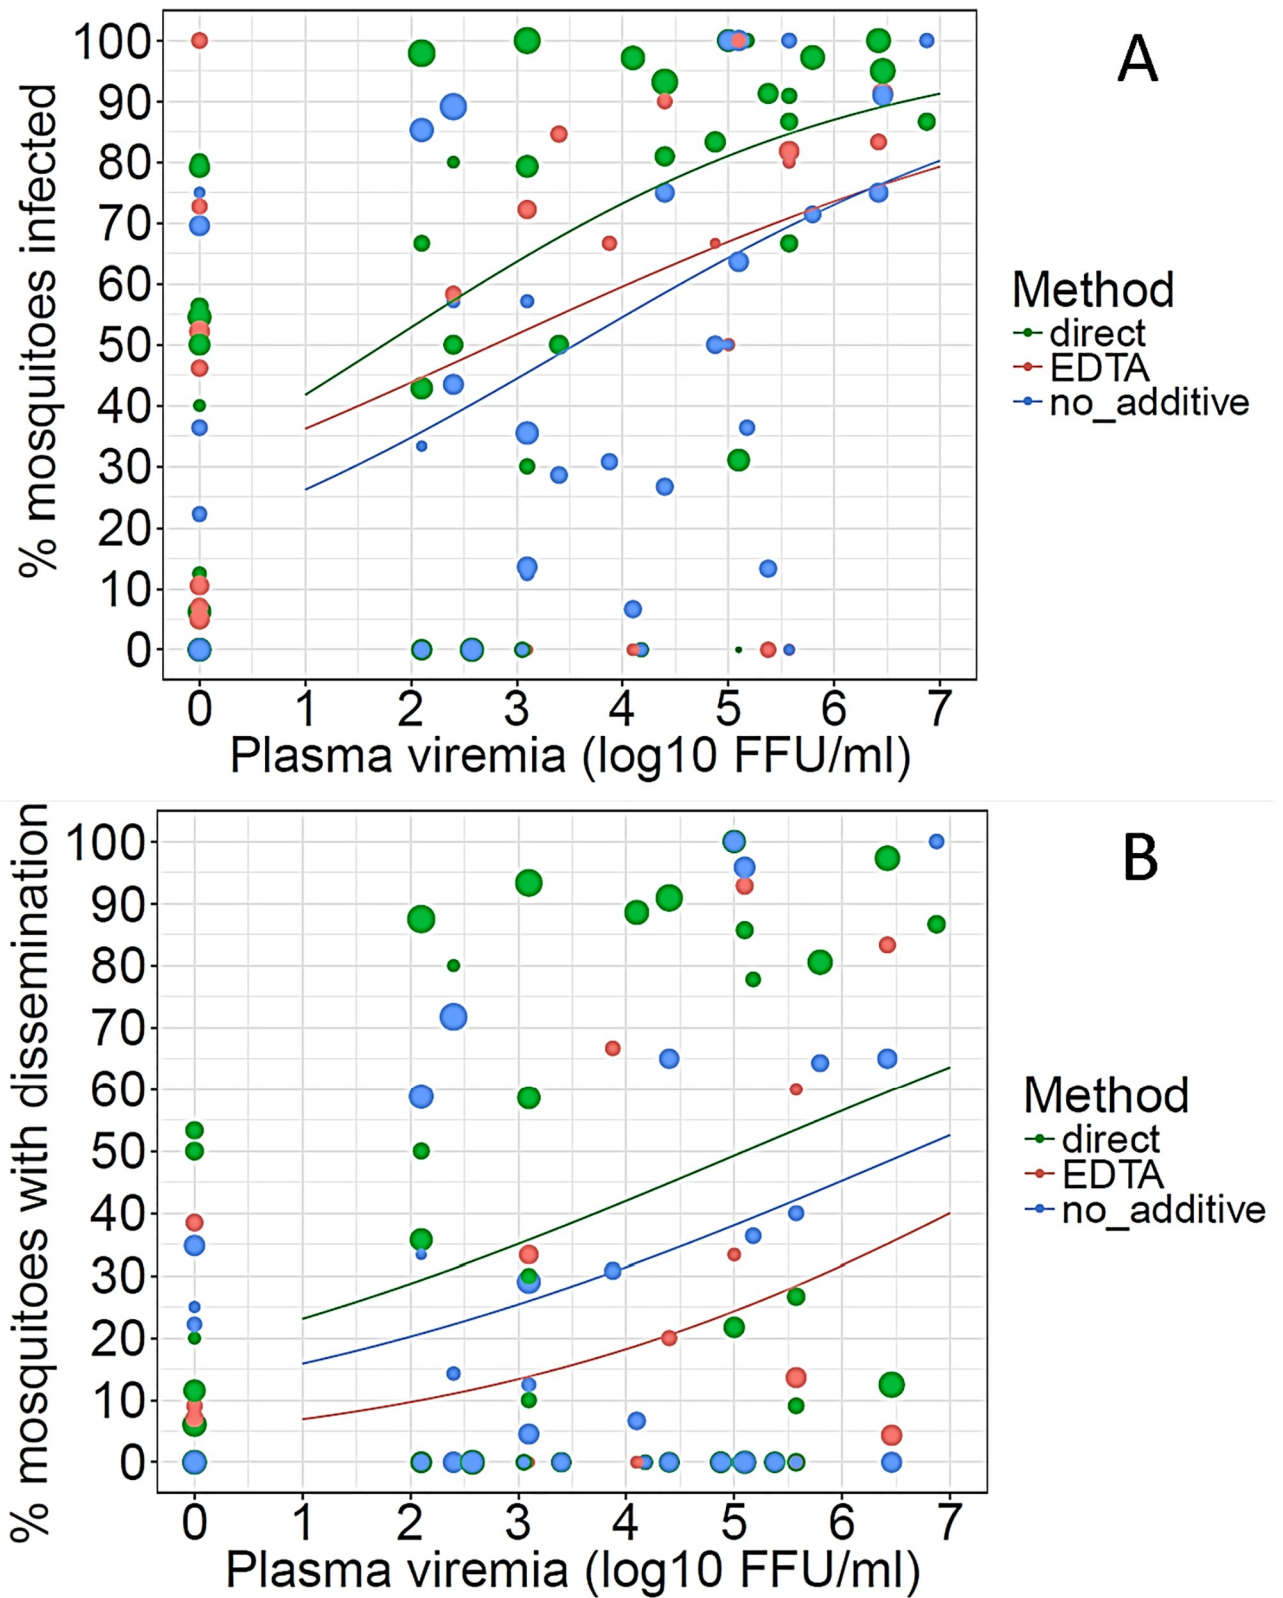 A
% mosquitoes infected
100
90
80
70
60
50
40
30
20
10
0
0 1 2 3 4 5 6 7
Plasma viremia (log10 FFU/ml)
Method
direct
EDTA
no_additive
B
% mosquitoes with dissemination
100
90
80
70
60
50
40
30
20
10
0
0 1 2 3 4 5 6 7
Plasma viremia (log10 FFU/ml)
Method
direct
EDTA
no_additive